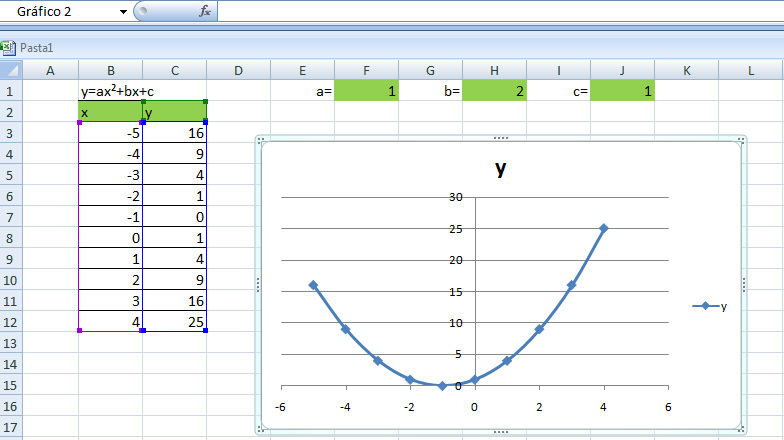 Gráfico 2 fx
Pasta1
A B C D E F G H I J K L
1 y=ax²+bx+c a= 1 b= 2 c= 1
2 x y
3 -5 16
4 -4 9
5 -3 4
6 -2 1
7 -1 0
8 0 1
9 1 4
10 2 9
11 3 16
12 4 25
13
14
15
16
17
y
30
25
20
15
10
5
0
-6 -4 -2 0 2 4 6
y